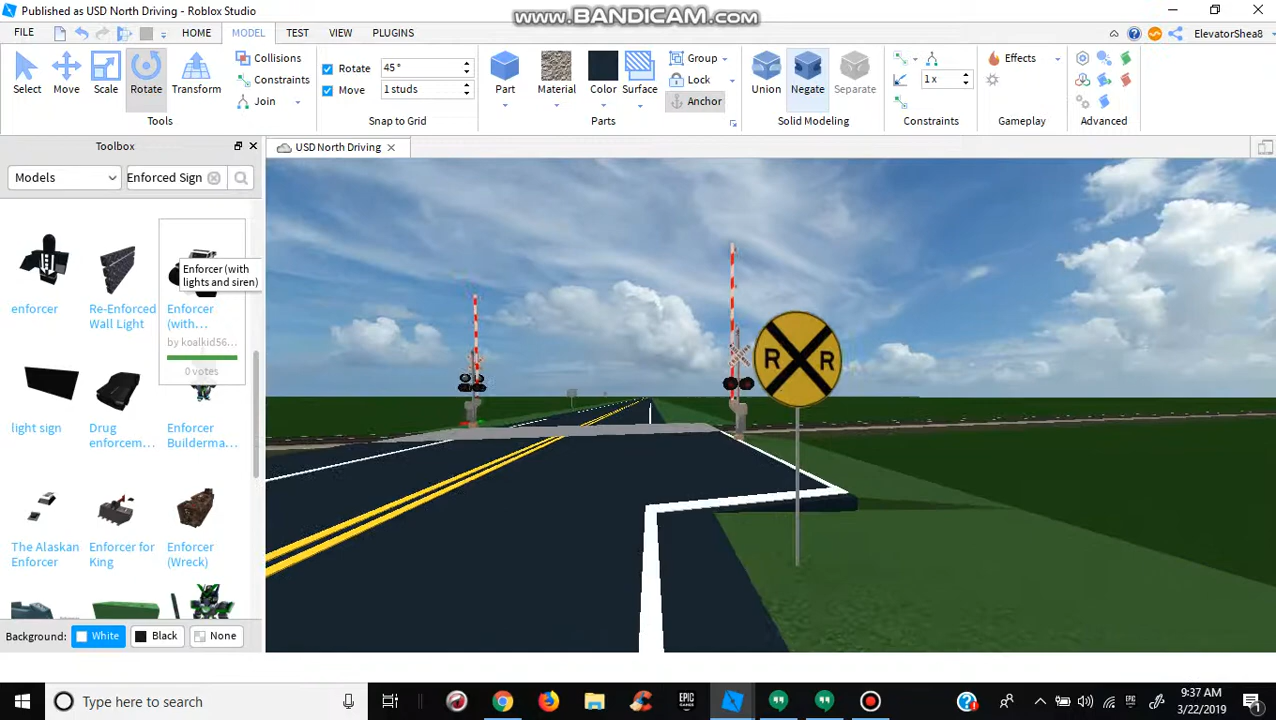 Published as USD North Driving - Roblox Studio
www.BANDICAM.com
FILE
HOME
MODEL
TEST
VIEW
PLUGINS
ElevatorShea8
Select
Move
Scale
Rotate
Transform
Tools
Collisions
Constraints
Join
Rotate
45 °
Move
1 studs
Snap to Grid
Part
Material
Color
Surface
Group
Lock
Anchor
Parts
Union
Negate
Separate
Solid Modeling
1 x
Constraints
Effects
Gameplay
Advanced
Toolbox
USD North Driving
Models
Enforced Sign
enforcer
Re-Enforced
Wall Light
Enforcer (with
lights and siren)
Enforcer
(with…
by koalkid56…
0 votes
light sign
Drug
enforcem…
Enforcer
Builderma…
The Alaskan
Enforcer
Enforcer for
King
Enforcer
(Wreck)
R R
Background:
White
Black
None
Type here to search
EPIC
GAMES
9:37 AM
3/22/2019
1